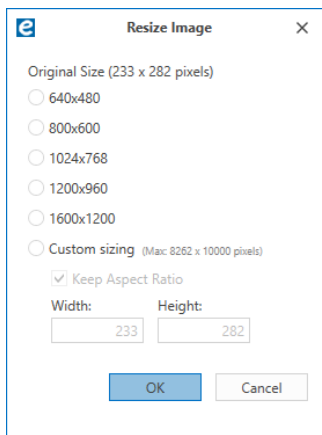 Resize Image
Original Size (233 x 282 pixels)
640x480
800x600
1024x768
1200x960
1600x1200
Custom sizing (Max: 8262 x 10000 pixels)
Keep Aspect Ratio
Width: Height:
233 282
OK Cancel